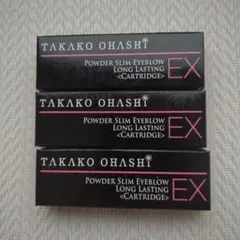 TAKAKO OHASHI
POWDER SLIM EYEBLOW
LONG LASTING
<CARTRIDGE> EX
TAKAKO OHASHI
POWDER SLIM EYEBLOW
LONG LASTING
<CARTRIDGE> EX
TAKAKO OHASHI
POWDER SLIM EYEBLOW
LONG LASTING
<CARTRIDGE> EX